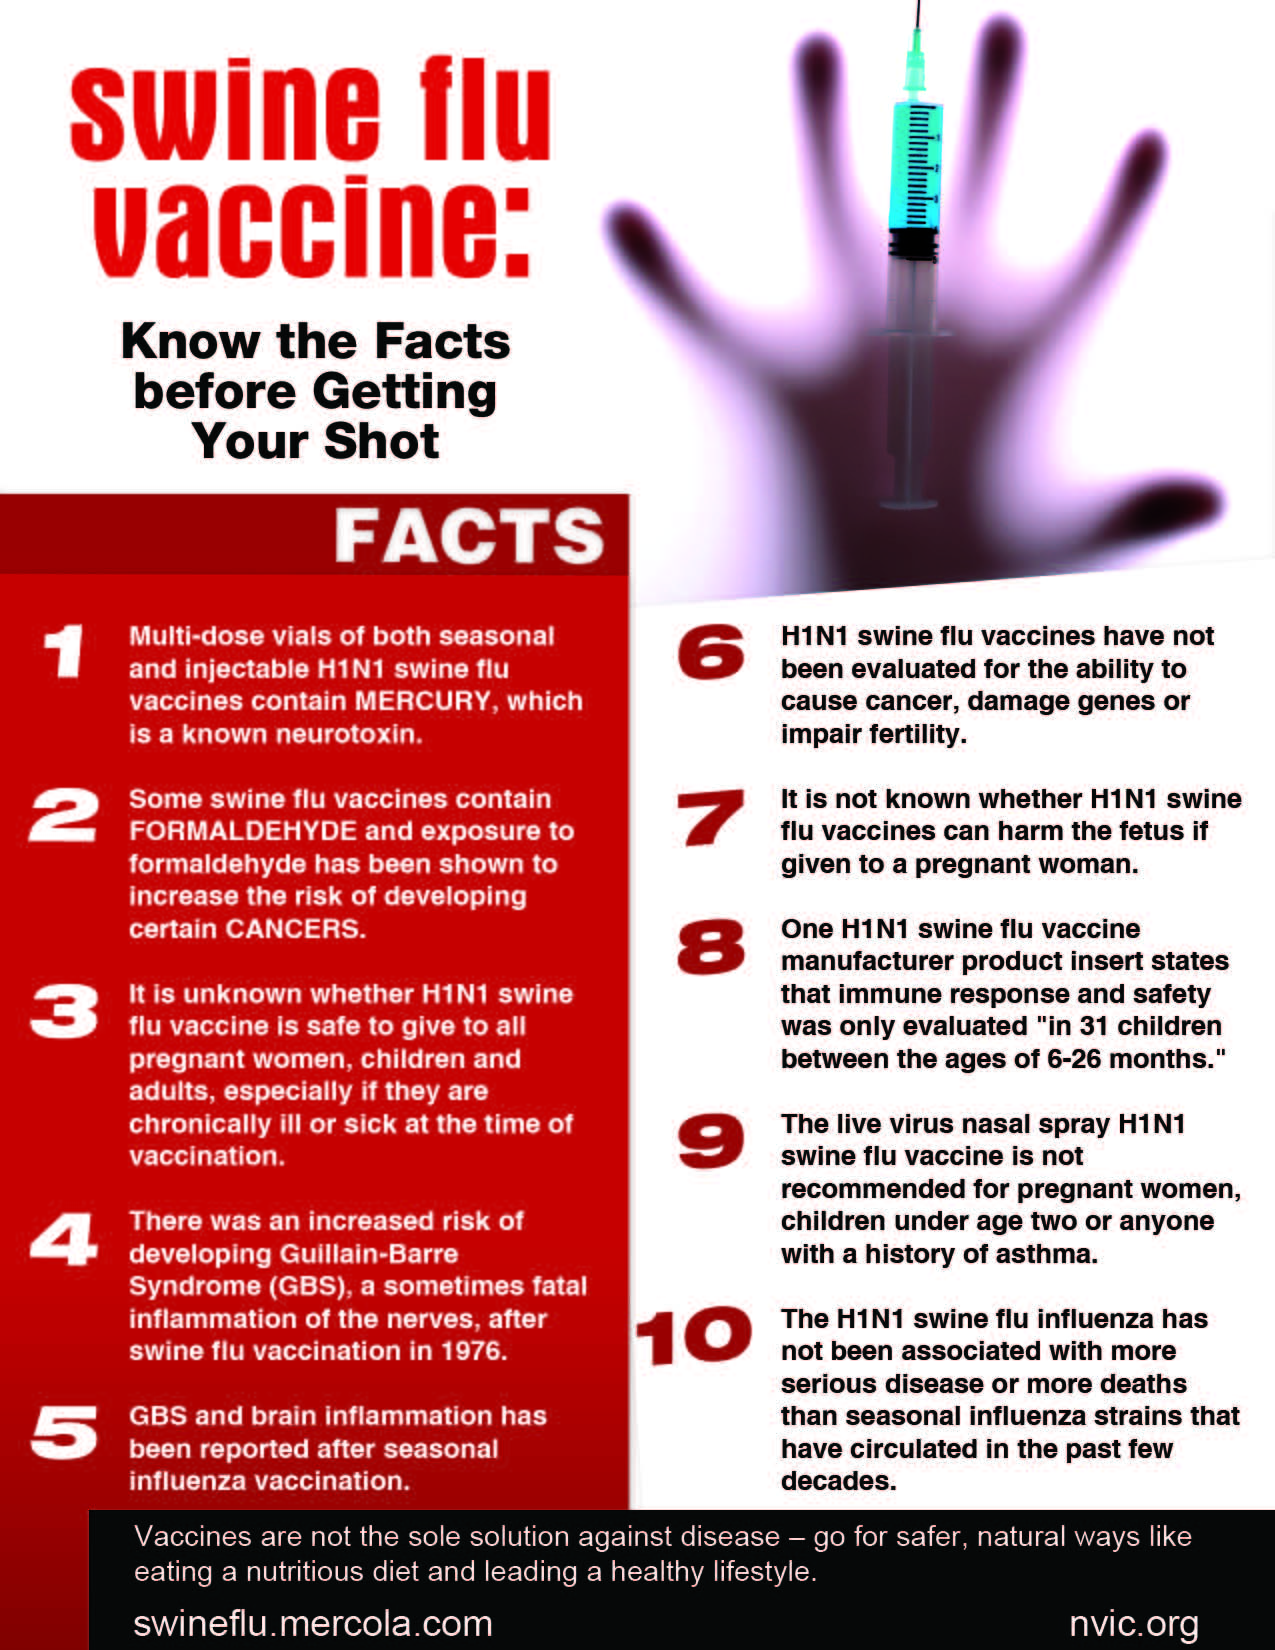 swine flu
vaccine:
Know the Facts
before Getting
Your Shot
FACTS
1
Multi-dose vials of both seasonal
and injectable H1N1 swine flu
vaccines contain MERCURY, which
is a known neurotoxin.
2
Some swine flu vaccines contain
FORMALDEHYDE and exposure to
formaldehyde has been shown to
increase the risk of developing
certain CANCERS.
3
It is unknown whether H1N1 swine
flu vaccine is safe to give to all
pregnant women, children and
adults, especially if they are
chronically ill or sick at the time of
vaccination.
4
There was an increased risk of
developing Guillain-Barre
Syndrome (GBS), a sometimes fatal
inflammation of the nerves, after
swine flu vaccination in 1976.
5
GBS and brain inflammation has
been reported after seasonal
influenza vaccination.
6
H1N1 swine flu vaccines have not
been evaluated for the ability to
cause cancer, damage genes or
impair fertility.
7
It is not known whether H1N1 swine
flu vaccines can harm the fetus if
given to a pregnant woman.
8
One H1N1 swine flu vaccine
manufacturer product insert states
that immune response and safety
was only evaluated "in 31 children
between the ages of 6-26 months."
9
The live virus nasal spray H1N1
swine flu vaccine is not
recommended for pregnant women,
children under age two or anyone
with a history of asthma.
10
The H1N1 swine flu influenza has
not been associated with more
serious disease or more deaths
than seasonal influenza strains that
have circulated in the past few
decades.
Vaccines are not the sole solution against disease – go for safer, natural ways like
eating a nutritious diet and leading a healthy lifestyle.
swineflu.mercola.com
nvic.org